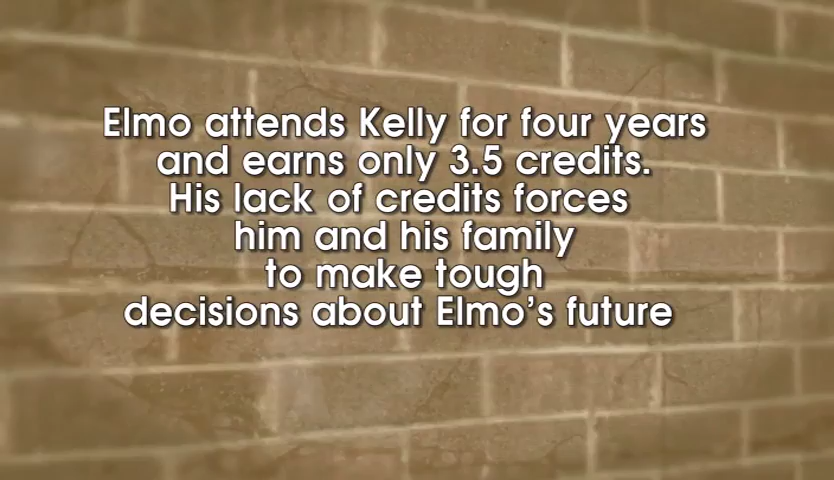 Elmo attends Kelly for four years
and earns only 3.5 credits.
His lack of credits forces
him and his family
to make tough
decisions about Elmo’s future